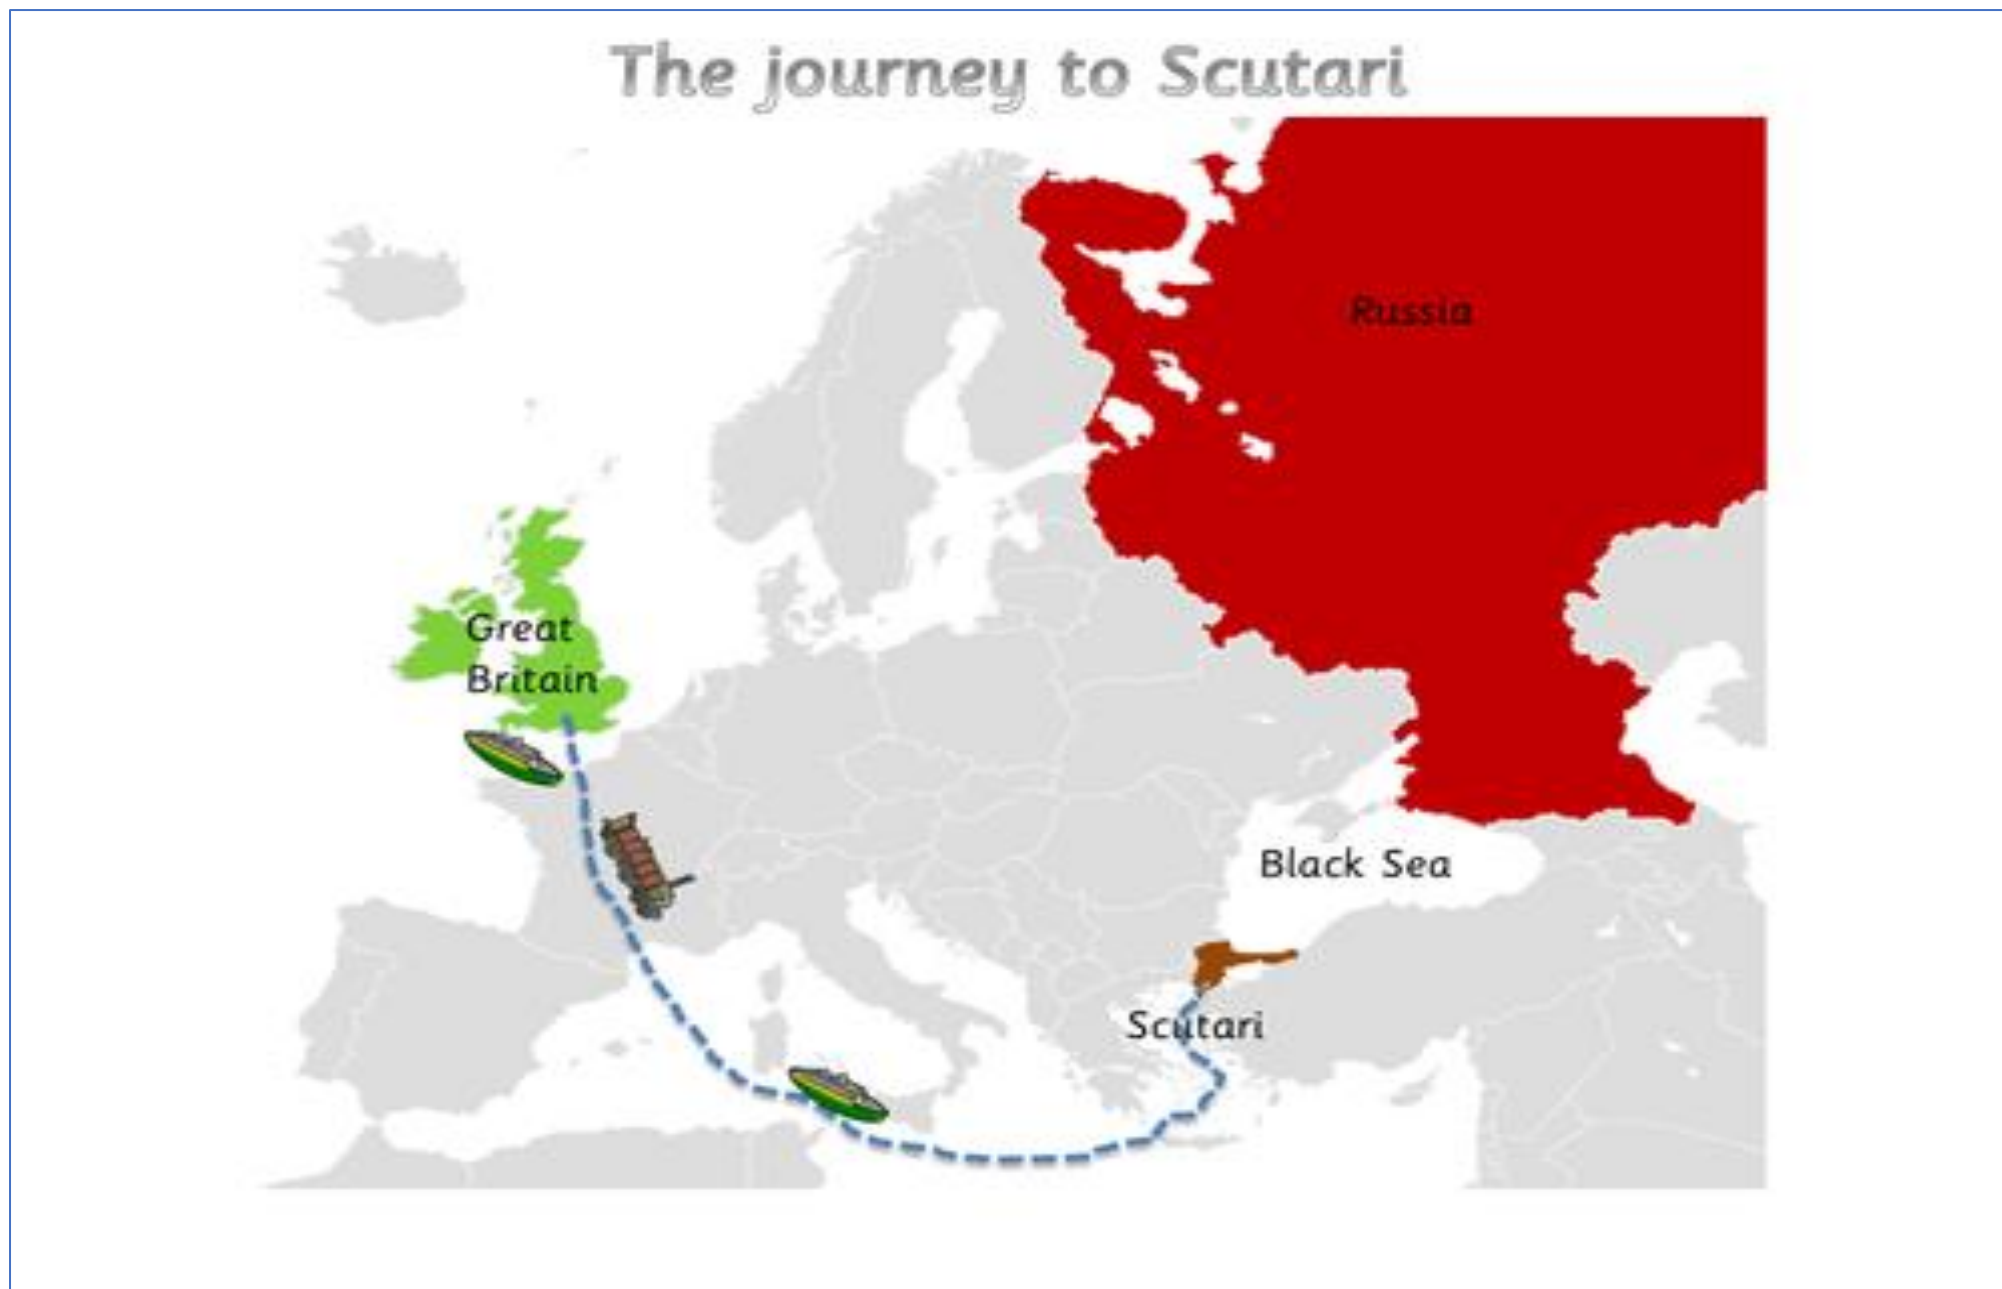 The journey to Scutari
Russia
Great
Britain
Black Sea
Scutari